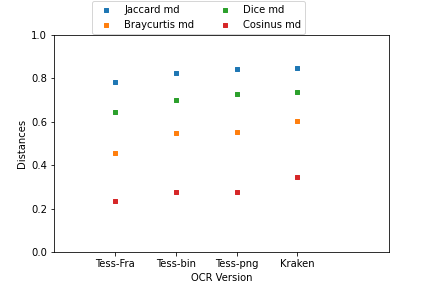 Jaccard md Dice md
Braycurtis md Cosinus md
1.0
0.8
0.6
0.4
0.2
0.0
Distances
Tess-Fra Tess-bin Tess-png Kraken
OCR Version